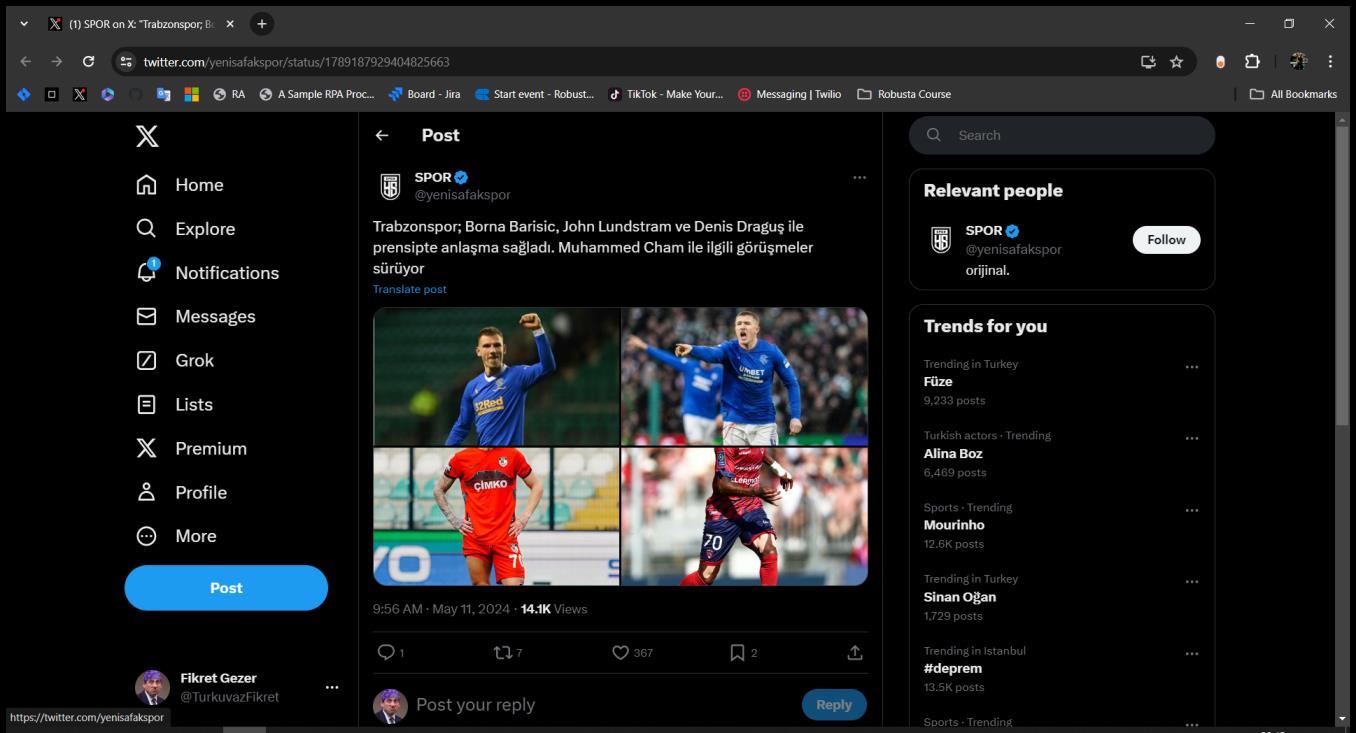 (1) SPOR on X: "Trabzonspor; Bo
twitter.com/yenisafakspor/status/1789187929404825663
RA
A Sample RPA Proc...
Board - Jira
Start event - Robust...
TikTok - Make Your...
Messaging | Twilio
Robusta Course
All Bookmarks
Home
Explore
1
Notifications
Messages
Grok
Lists
Premium
Profile
More
Post
Fikret Gezer
@TurkuvazFikret
https://twitter.com/yenisafakspor
Post
SPOR
@yenisafakspor
Trabzonspor; Borna Barisic, John Lundstram ve Denis Draguş ile
prensipte anlaşma sağladı. Muhammed Cham ile ilgili görüşmeler
sürüyor
Translate post
32Red
UNIBET
ÇİMKO
70
9:56 AM · May 11, 2024 · 14.1K Views
1
7
367
2
Post your reply
Reply
Search
Relevant people
SPOR
@yenisafakspor
Follow
orijinal.
Trends for you
Trending in Turkey
Füze
9,233 posts
Turkish actors · Trending
Alina Boz
6,469 posts
Sports · Trending
Mourinho
12.6K posts
Trending in Turkey
Sinan Oğan
1,729 posts
Trending in Istanbul
#deprem
13.5K posts
Sports · Trending